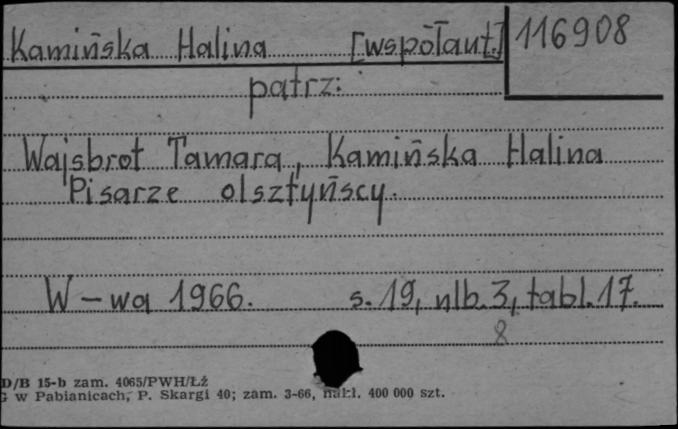 Kamińska Halina [współaut.] 116908
patrz:
Wajsbrot Tamara, Kamińska Halina
Pisarze olsztyńscy.
W-wa 1966. s. 19, nlb. 3, tabl. 17.
8
D/B 15-b zam. 4065/PWH/Łź
G w Pabianicach, P. Skargi 40; zam. 3-66, nakł. 400 000 szt.